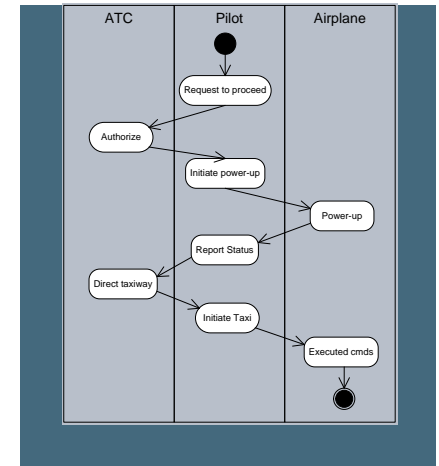 ATC Pilot Airplane
Request to proceed
Authorize
Initiate power-up
Power-up
Report Status
Direct taxiway
Initiate Taxi
Executed cmds